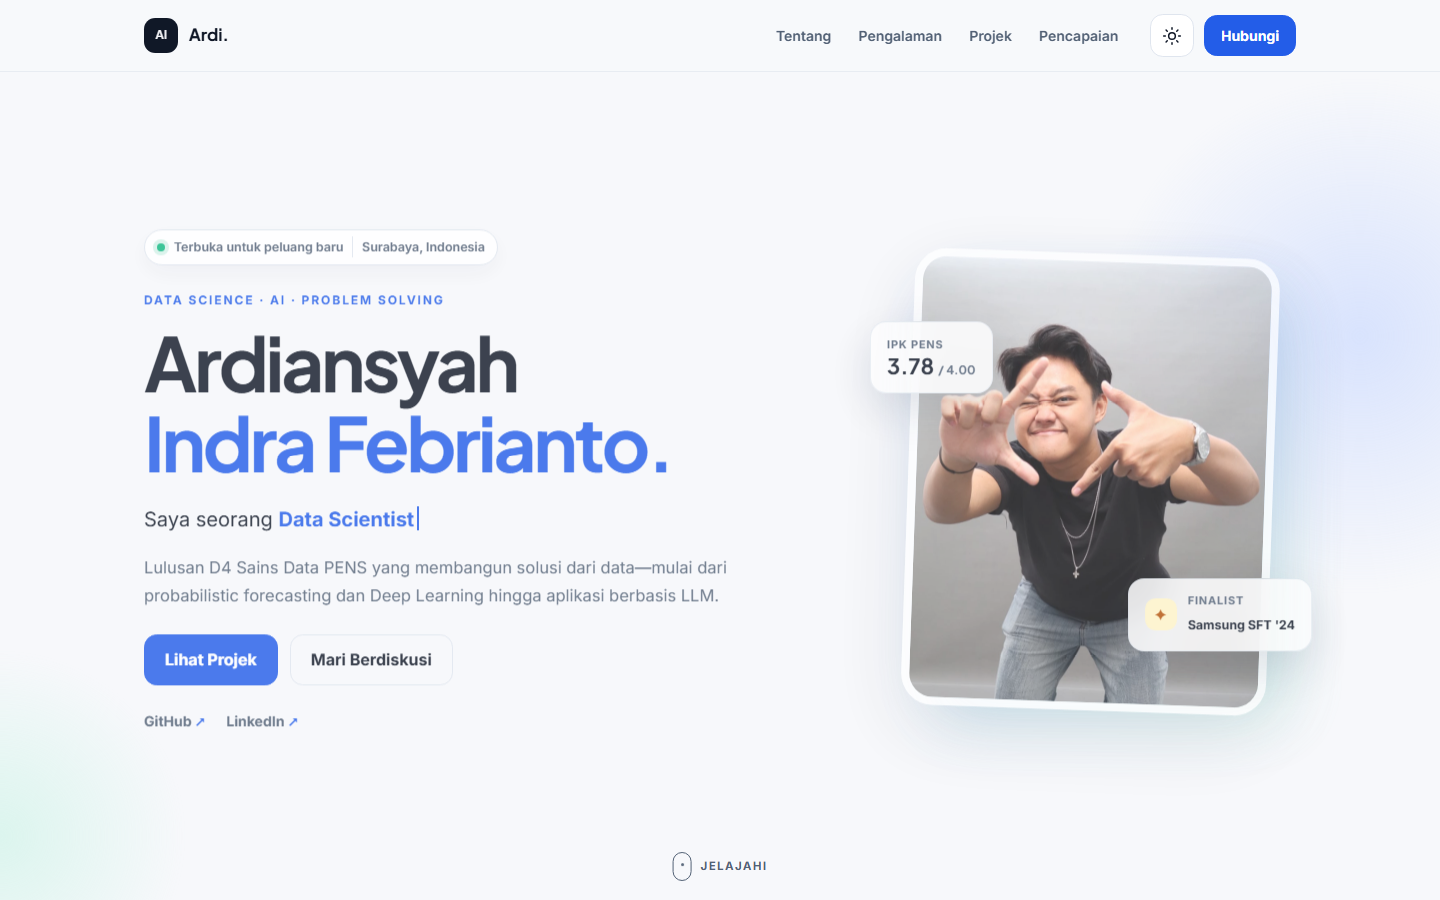 AI
Ardi.
Tentang
Pengalaman
Projek
Pencapaian
Hubungi
Terbuka untuk peluang baru
Surabaya, Indonesia
DATA SCIENCE · AI · PROBLEM SOLVING
Ardiansyah
Indra Febrianto.
Saya seorang Data Scientist
Lulusan D4 Sains Data PENS yang membangun solusi dari data—mulai dari
probabilistic forecasting dan Deep Learning hingga aplikasi berbasis LLM.
Lihat Projek
Mari Berdiskusi
GitHub ↗
LinkedIn ↗
IPK PENS
3.78 / 4.00
FINALIST
Samsung SFT '24
JELAJAHI